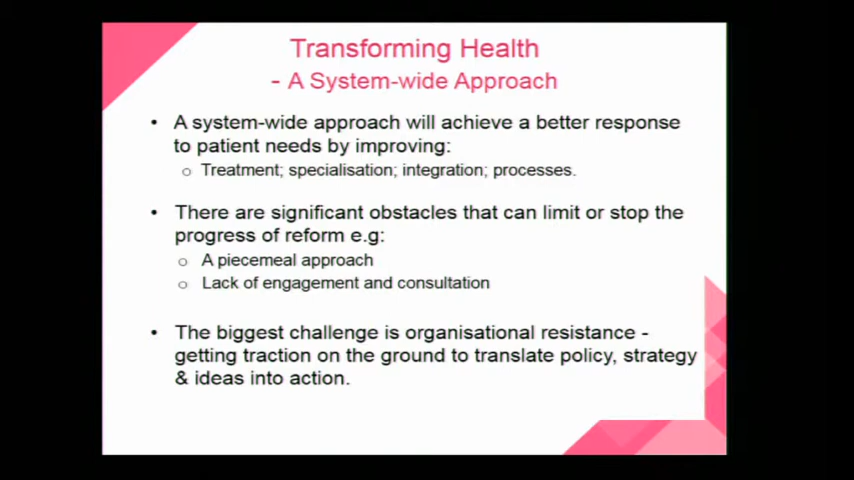 Transforming Health
- A System-wide Approach
• A system-wide approach will achieve a better response
to patient needs by improving:
o Treatment; specialisation; integration; processes.
• There are significant obstacles that can limit or stop the
progress of reform e.g:
o A piecemeal approach
o Lack of engagement and consultation
• The biggest challenge is organisational resistance -
getting traction on the ground to translate policy, strategy
& ideas into action.